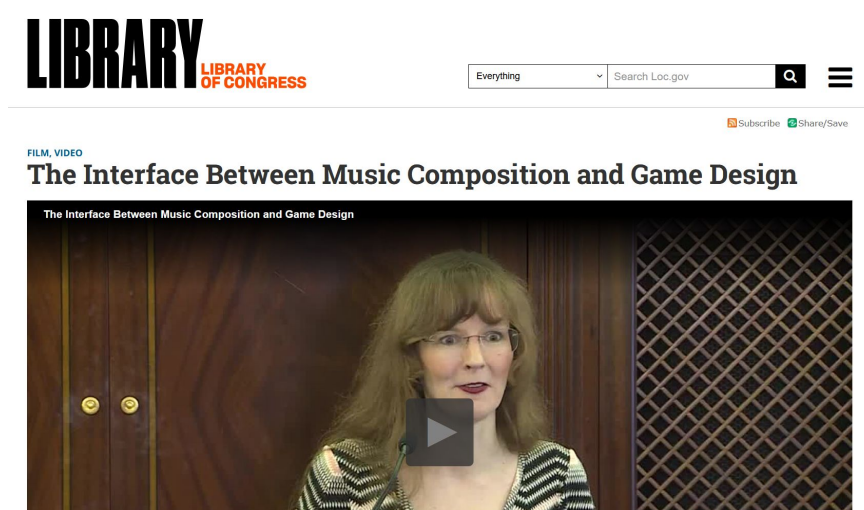 LIBRARY
LIBRARY
OF CONGRESS
Everything
Search Loc.gov
Subscribe Share/Save
FILM, VIDEO
The Interface Between Music Composition and Game Design
The Interface Between Music Composition and Game Design